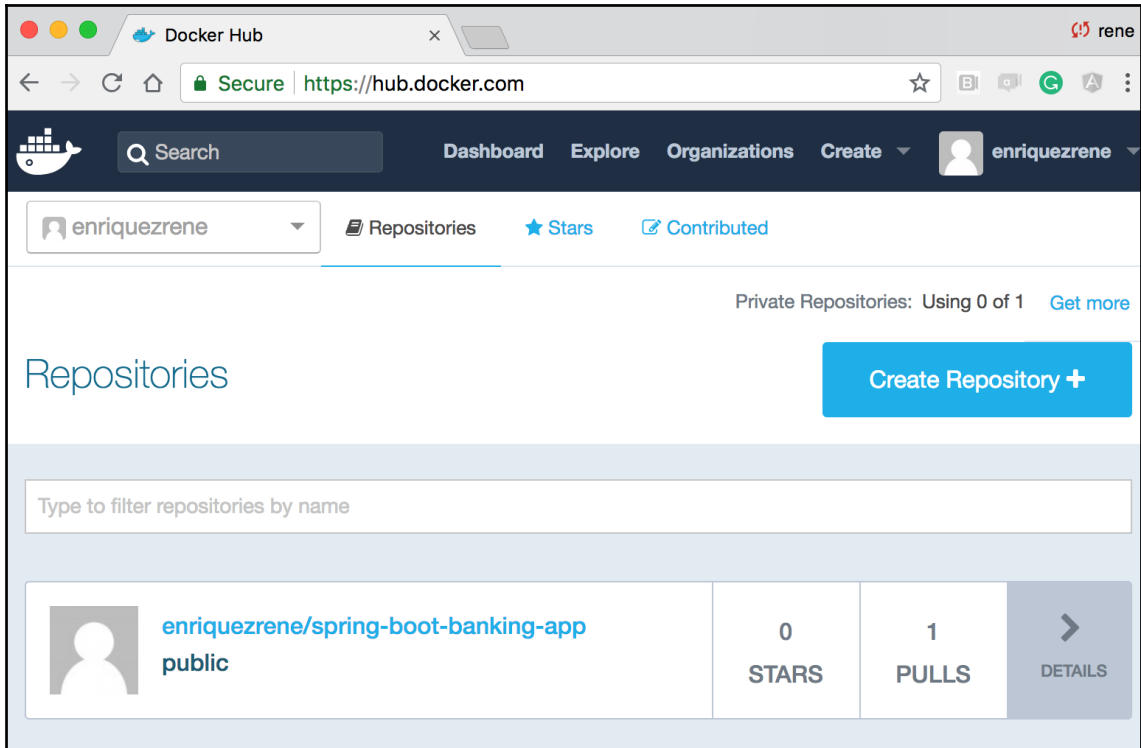 Docker Hub
rene
Secure https://hub.docker.com
Search Dashboard Explore Organizations Create enriquezrene
enriquezrene Repositories Stars Contributed
Private Repositories: Using 0 of 1 Get more
Repositories
Create Repository
Type to filter repositories by name
enriquezrene/spring-boot-banking-app
public
0
STARS
1
PULLS
DETAILS